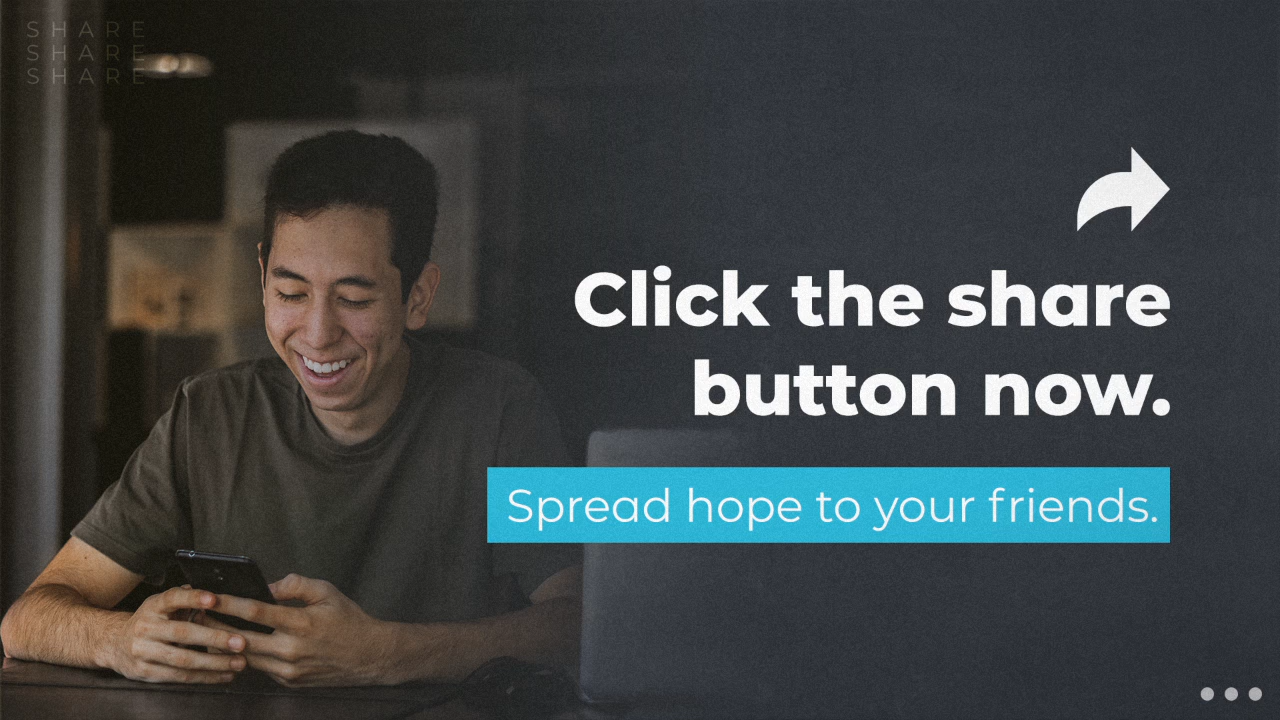 SHARE
SHARE
SHARE
Click the share
button now.
Spread hope to your friends.